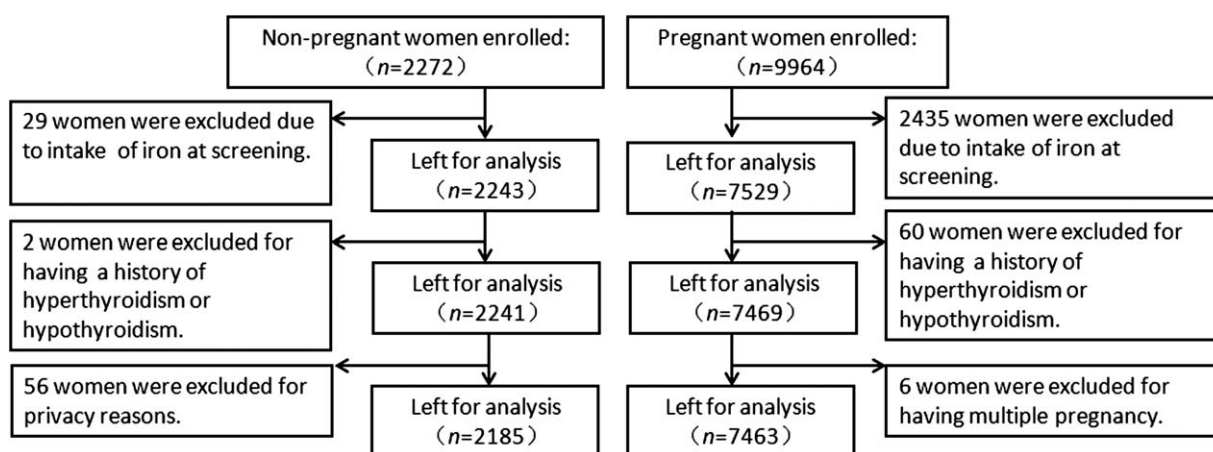 Non-pregnant women enrolled:
（n=2272）
Pregnant women enrolled:
（n=9964）
29 women were excluded due
to intake of iron at screening.
Left for analysis
（n=2243）
Left for analysis
（n=7529）
2435 women were excluded
due to intake of iron at
screening.
2 women were excluded for
having a history of
hyperthyroidism or
hypothyroidism.
Left for analysis
（n=2241）
Left for analysis
（n=7469）
60 women were excluded for
having a history of
hyperthyroidism or
hypothyroidism.
56 women were excluded for
privacy reasons.
Left for analysis
（n=2185）
Left for analysis
（n=7463）
6 women were excluded for
having multiple pregnancy.